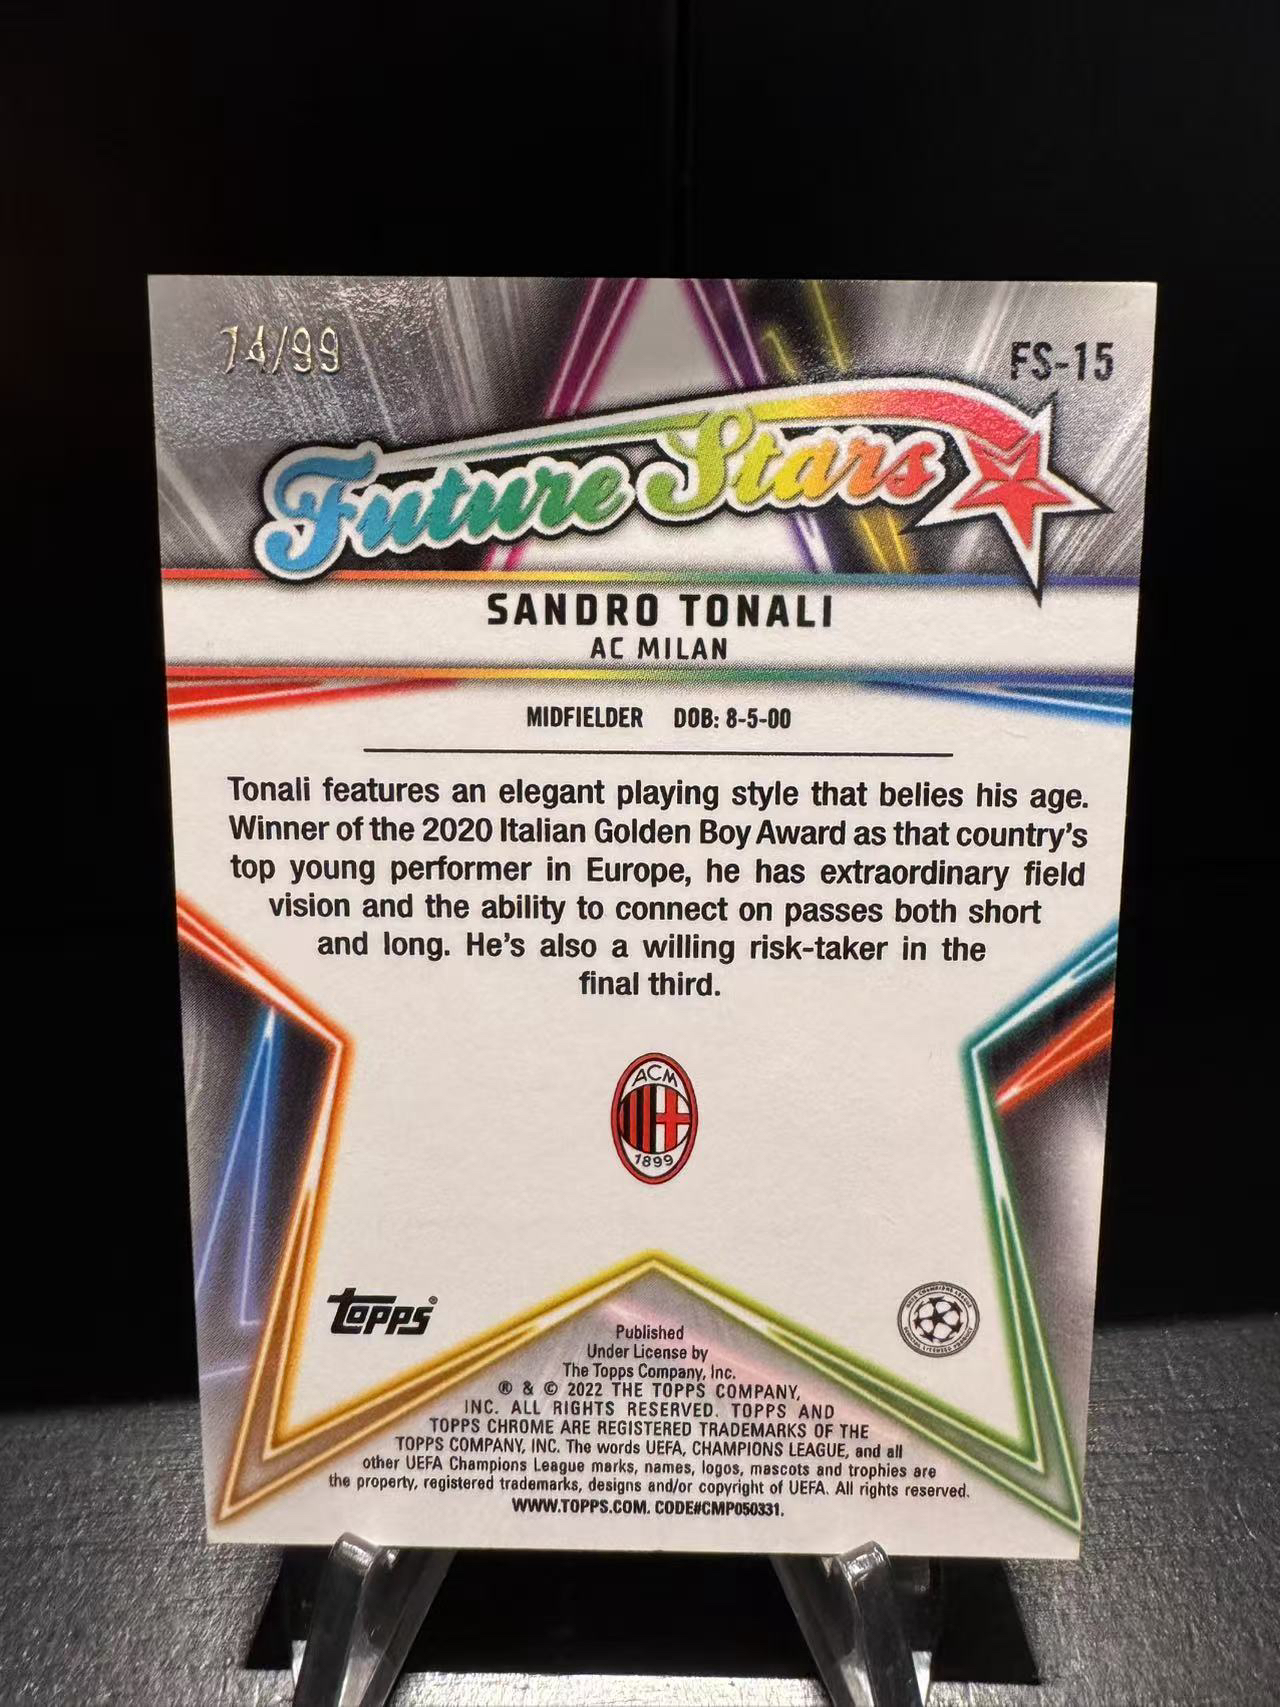 74/99
FS-15
Future Stars
SANDRO TONALI
AC MILAN
MIDFIELDER DOB: 8-5-00
Tonali features an elegant playing style that belies his age.
Winner of the 2020 Italian Golden Boy Award as that country's
top young performer in Europe, he has extraordinary field
vision and the ability to connect on passes both short
and long. He's also a willing risk-taker in the
final third.
ACM
1899
topps®
Published
Under License by
The Topps Company, Inc.
® & © 2022 THE TOPPS COMPANY,
INC. ALL RIGHTS RESERVED. TOPPS AND
TOPPS CHROME ARE REGISTERED TRADEMARKS OF THE
TOPPS COMPANY, INC. The words UEFA, CHAMPIONS LEAGUE, and all
other UEFA Champions League marks, names, logos, mascots and trophies are
the property, registered trademarks, designs and/or copyright of UEFA. All rights reserved.
WWW.TOPPS.COM. CODE#CMP050331.